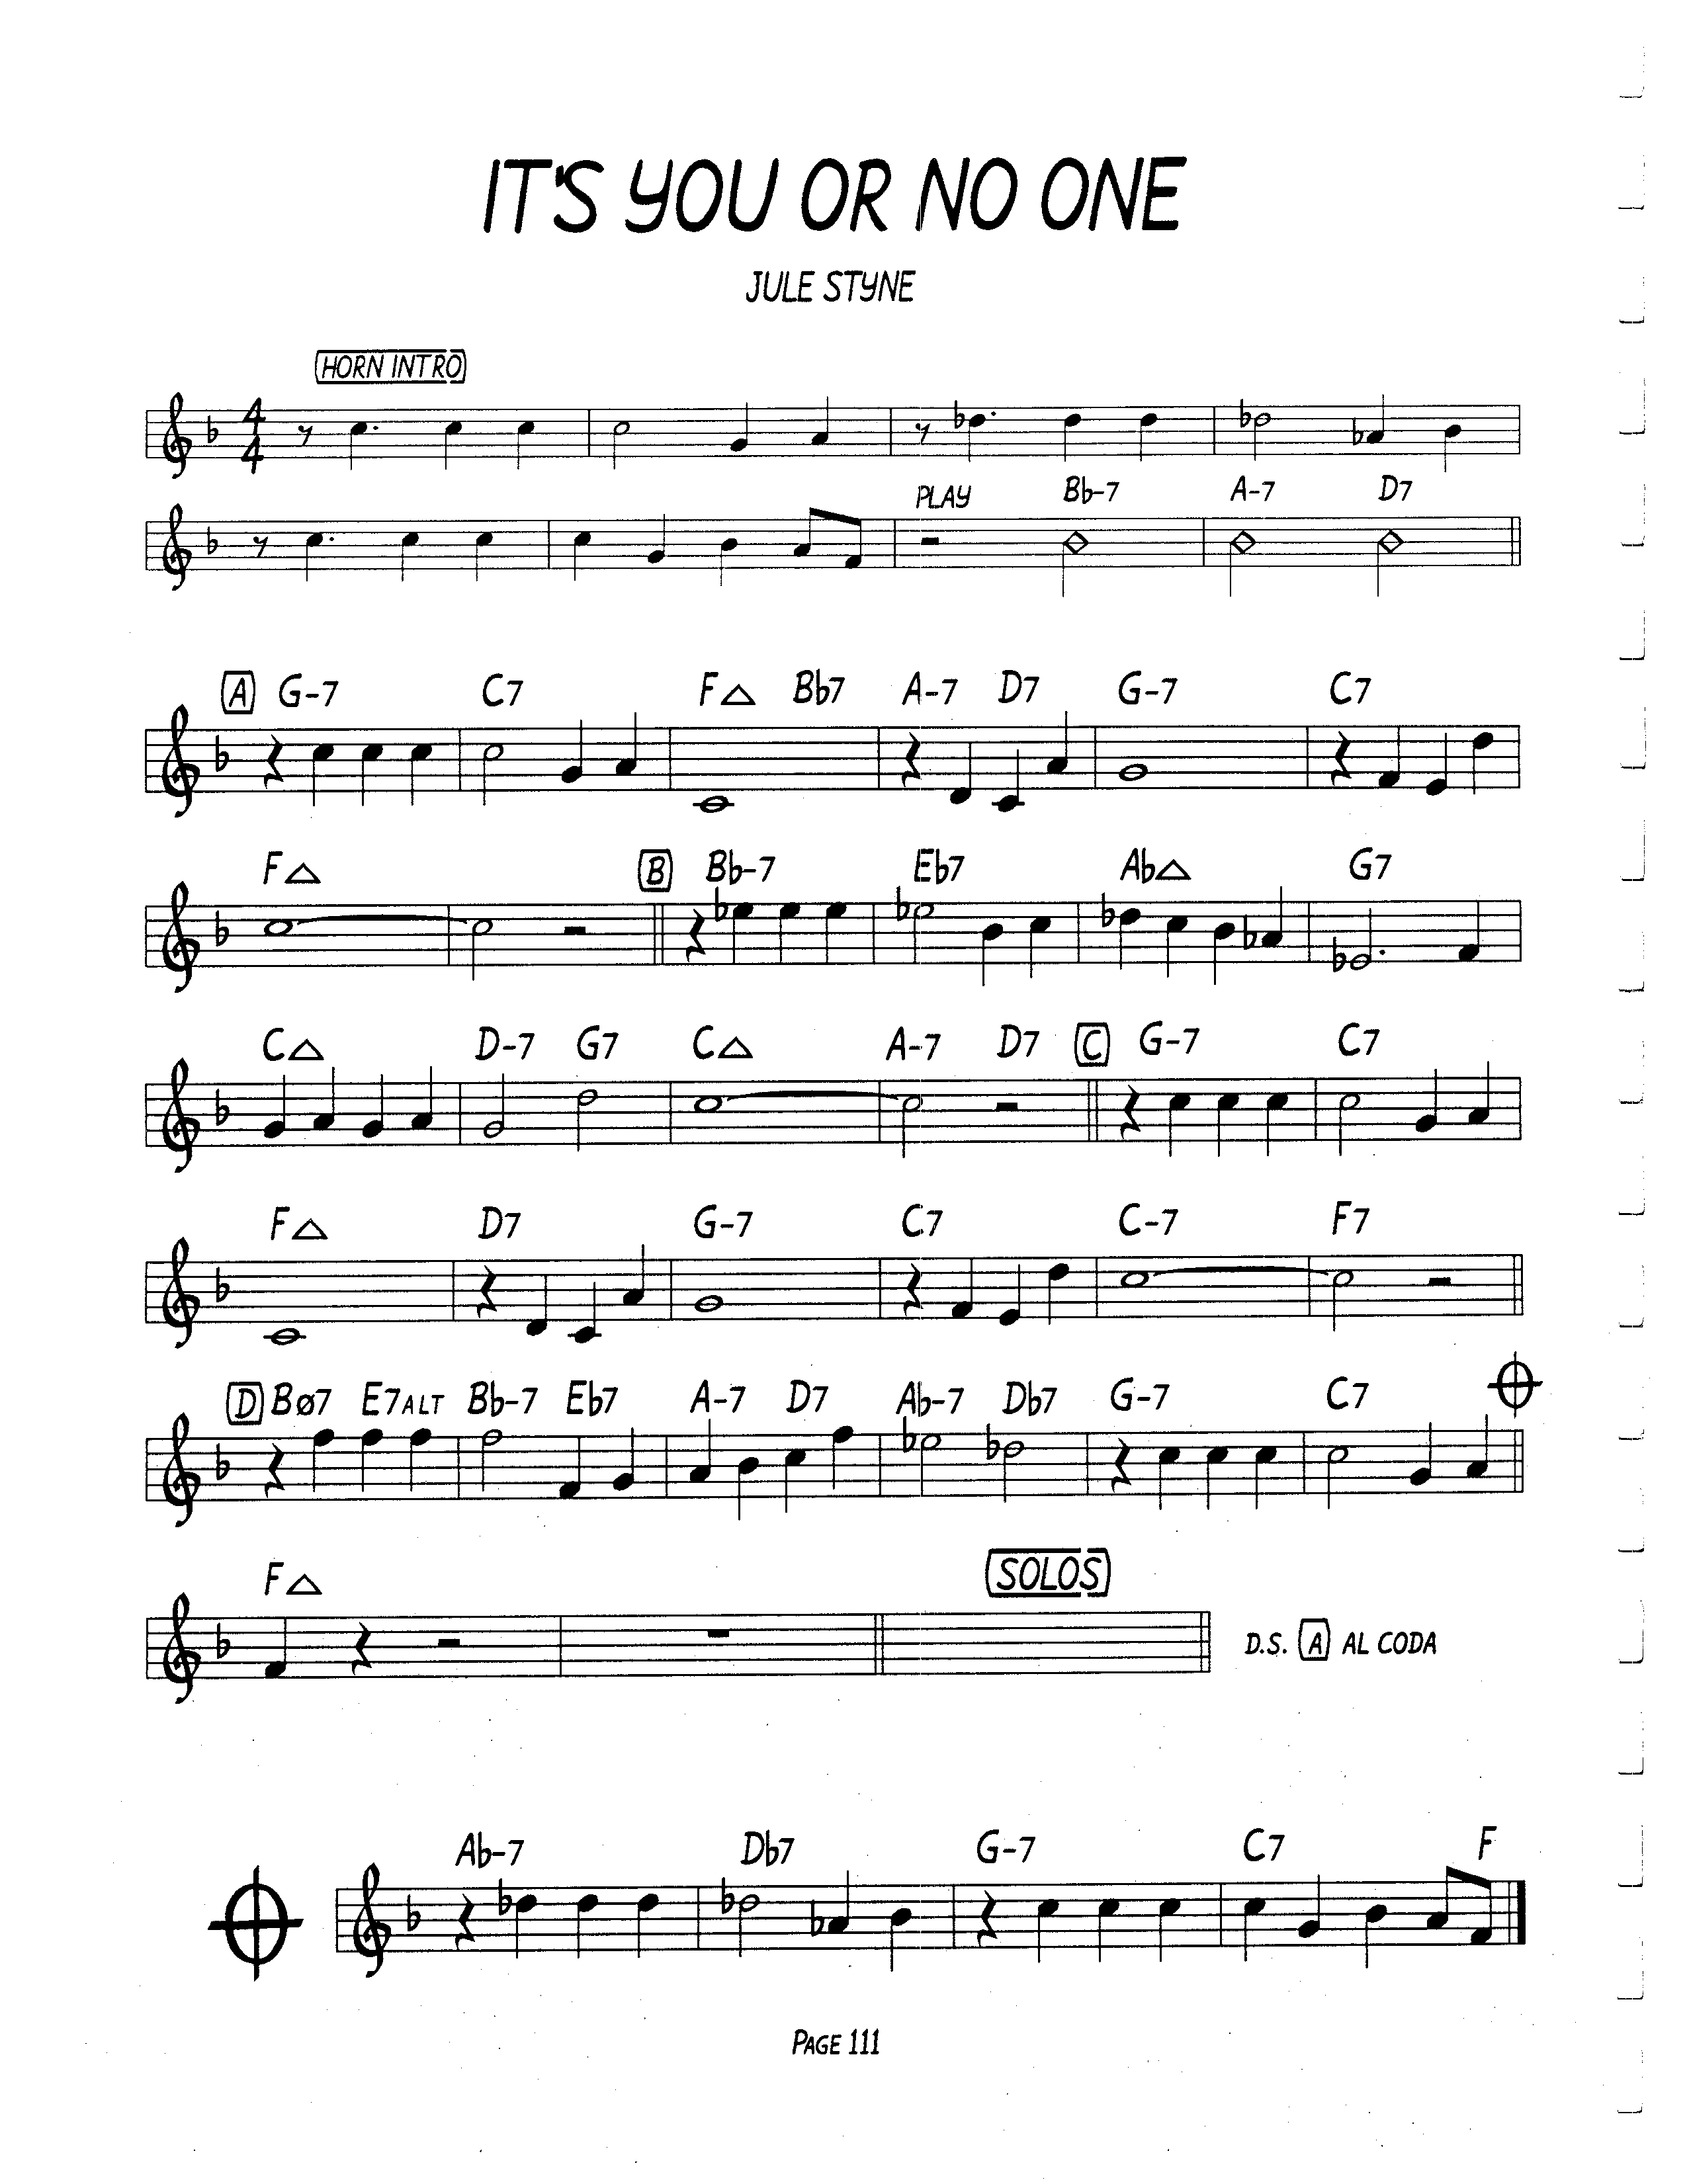 IT'S YOU OR NO ONE
JULE STYNE
HORN INTRO
4 4
PLAY Bb-7 A-7 D7
A G-7 C7 F△ Bb7 A-7 D7 G-7 C7
F△ B Bb-7 Eb7 Ab△ G7
C△ D-7 G7 C△ A-7 D7 C G-7 C7
F△ D7 G-7 C7 C-7 F7
D Bø7 E7ALT Bb-7 Eb7 A-7 D7 Ab-7 Db7 G-7 C7
F△ SOLOS
D.S. A AL CODA
Ab-7 Db7 G-7 C7 F
PAGE 111